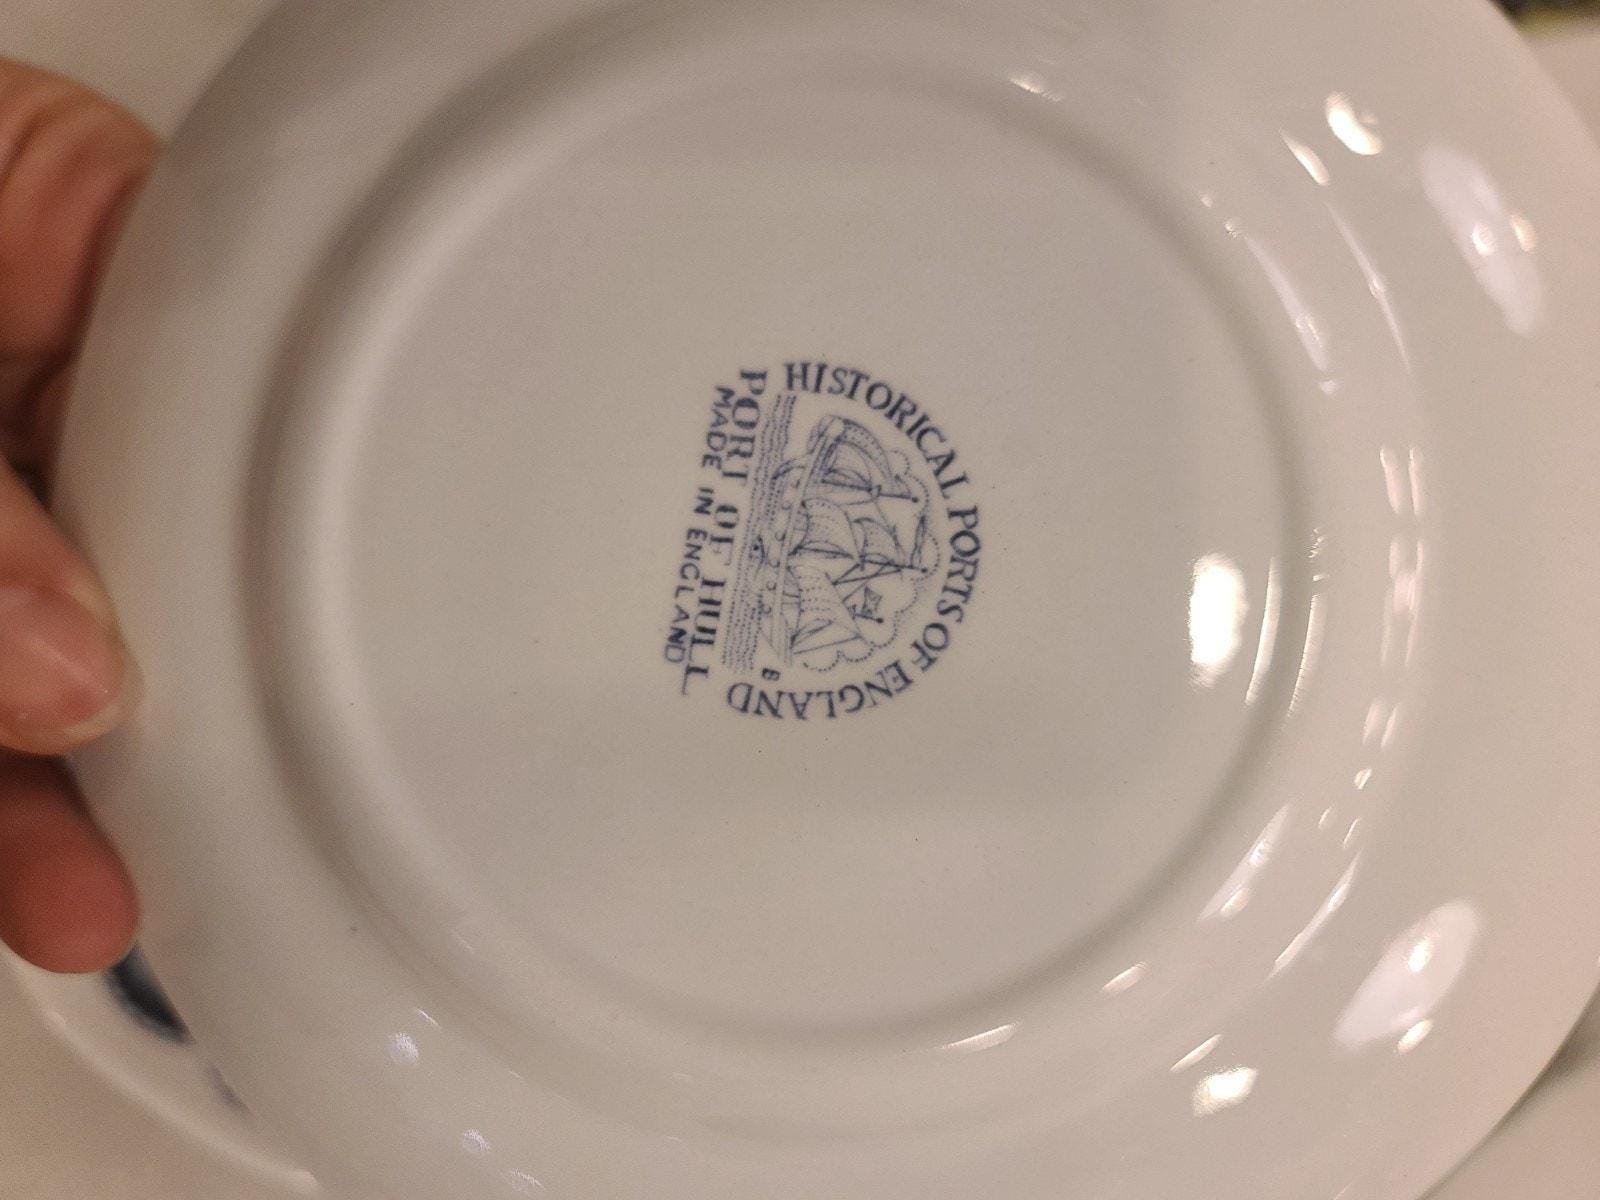 HISTORICAL PORTS OF ENGLAND
B
PORT OF HULL
MADE IN ENGLAND